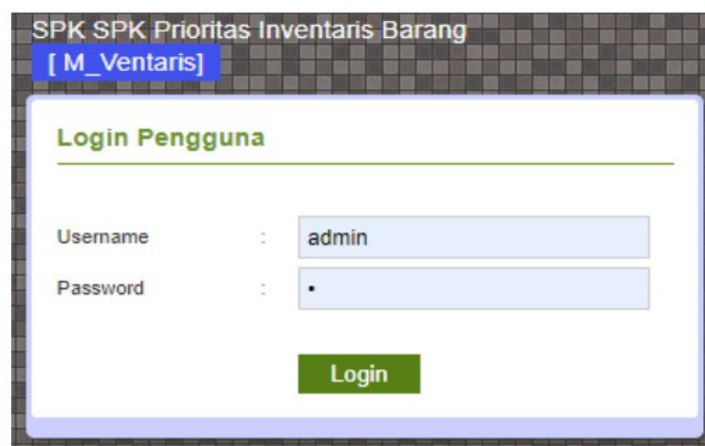 SPK SPK Prioritas Inventaris Barang
[ M_Ventaris]
Login Pengguna
Username : admin
Password : •
Login